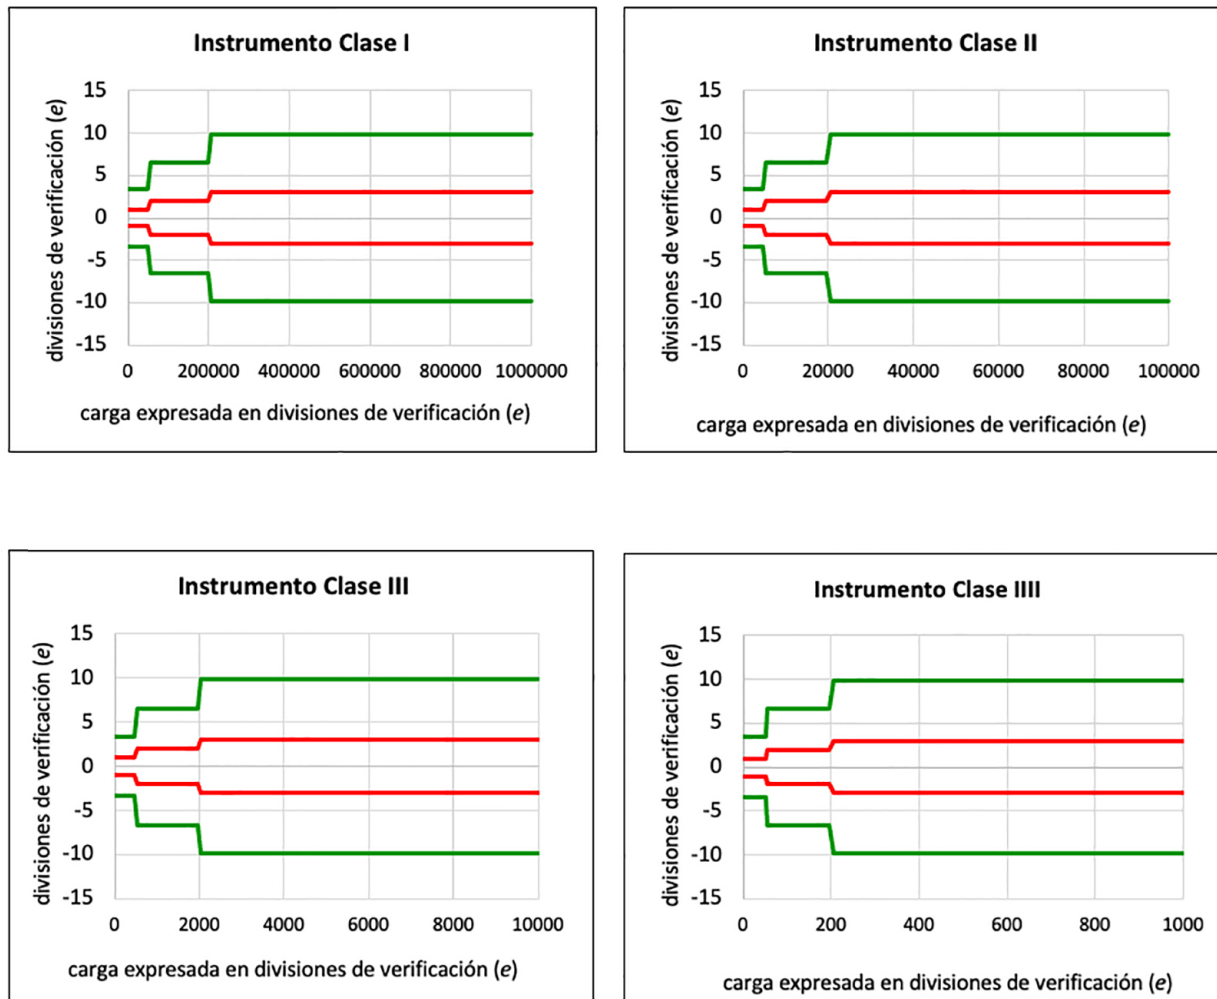 Instrumento Clase I
divisiones de verificación (e)
15
10
5
0
-5
-10
-15
0 200000 400000 600000 800000 1000000
carga expresada en divisiones de verificación (e)
Instrumento Clase II
divisiones de verificación (e)
15
10
5
0
-5
-10
-15
0 20000 40000 60000 80000 100000
carga expresada en divisiones de verificación (e)
Instrumento Clase III
divisiones de verificación (e)
15
10
5
0
-5
-10
-15
0 2000 4000 6000 8000 10000
carga expresada en divisiones de verificación (e)
Instrumento Clase IIII
divisiones de verificación (e)
15
10
5
0
-5
-10
-15
0 200 400 600 800 1000
carga expresada en divisiones de verificación (e)